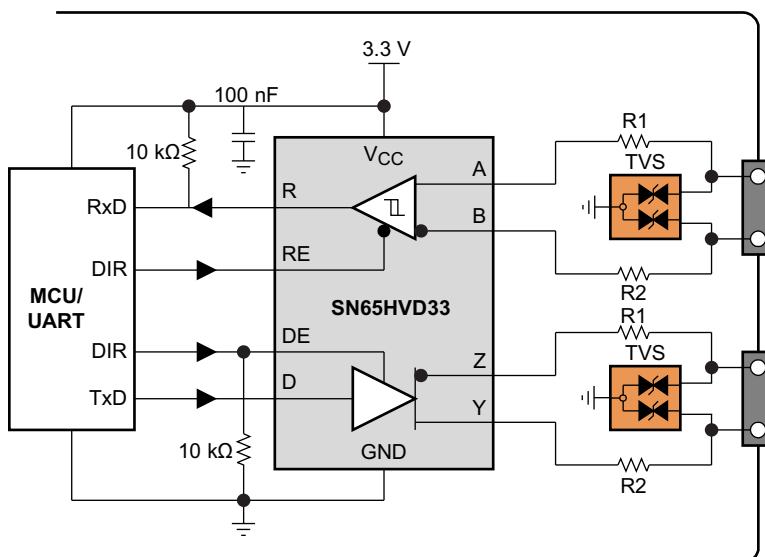 3.3 V
100 nF
10 kΩ
VCC
R1
TVS
A
RxD
R
B
DIR
RE
R2
MCU/
UART
SN65HVD33
R1
TVS
DIR
DE
Z
TxD
D
Y
10 kΩ
GND
R2